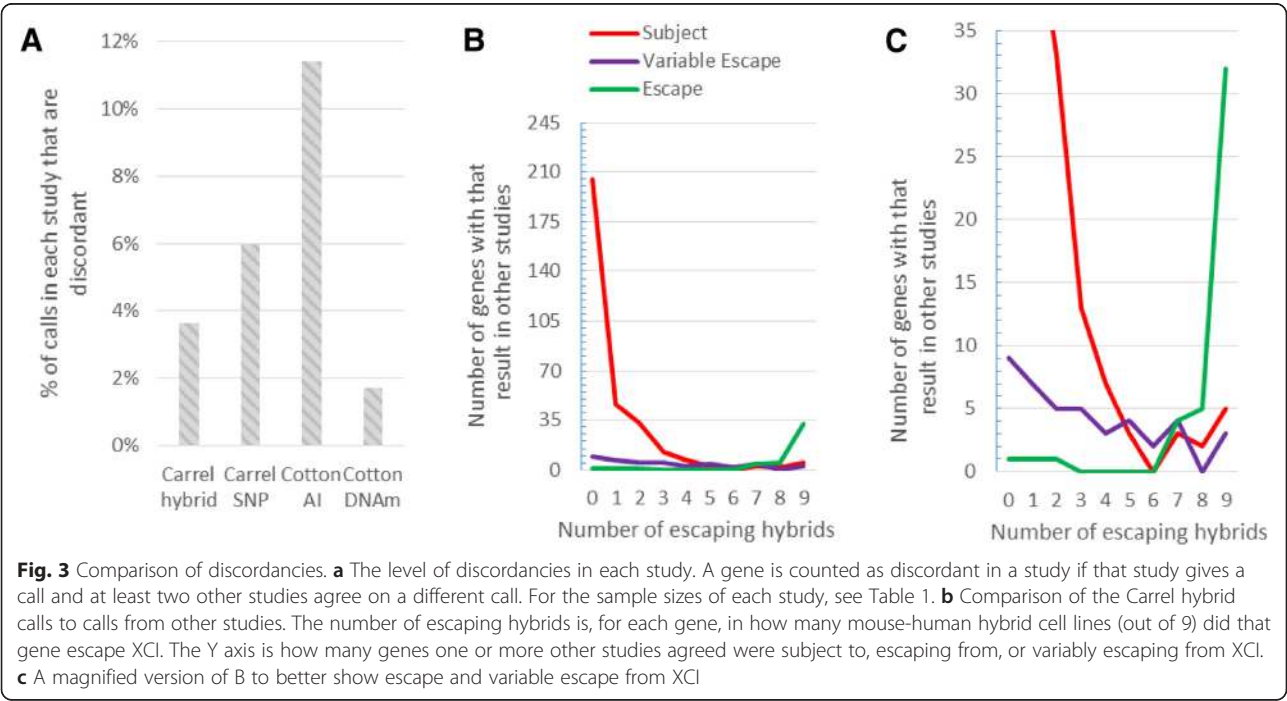 A
12%
10%
8%
6%
4%
2%
0%
% of calls in each study that are
discordant
Carrel Carrel Cotton Cotton
hybrid SNP AI DNAm
B
Subject
Variable Escape
Escape
245
210
175
140
105
70
35
0
Number of genes with that
result in other studies
0 1 2 3 4 5 6 7 8 9
Number of escaping hybrids
C
35
30
25
20
15
10
5
0
Number of genes with that
result in other studies
0 1 2 3 4 5 6 7 8 9
Number of escaping hybrids
Fig. 3 Comparison of discordancies. a The level of discordancies in each study. A gene is counted as discordant in a study if that study gives a
call and at least two other studies agree on a different call. For the sample sizes of each study, see Table 1. b Comparison of the Carrel hybrid
calls to calls from other studies. The number of escaping hybrids is, for each gene, in how many mouse-human hybrid cell lines (out of 9) did that
gene escape XCI. The Y axis is how many genes one or more other studies agreed were subject to, escaping from, or variably escaping from XCI.
c A magnified version of B to better show escape and variable escape from XCI